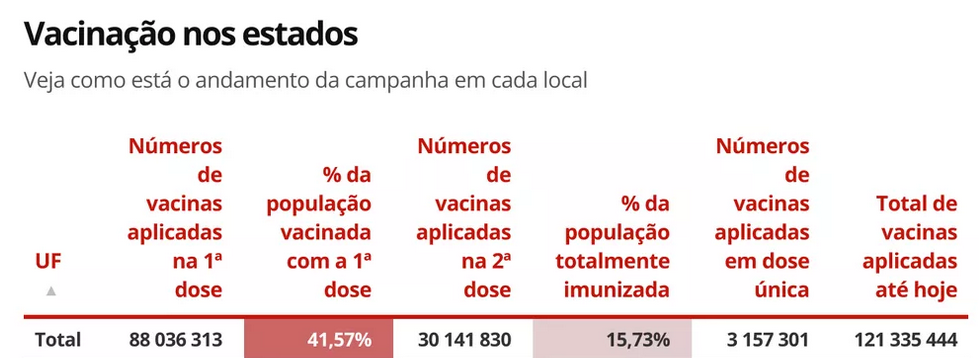 Vacinação nos estados
Veja como está o andamento da campanha em cada local
UF
Números
de
vacinas
aplicadas
na 1ª
dose
% da
população
vacinada
com a 1ª
dose
Números
de
vacinas
aplicadas
na 2ª
dose
% da
população
totalmente
imunizada
Números
de
vacinas
aplicadas
em dose
única
Total de
vacinas
aplicadas
até hoje
Total 88 036 313 41,57% 30 141 830 15,73% 3 157 301 121 335 444